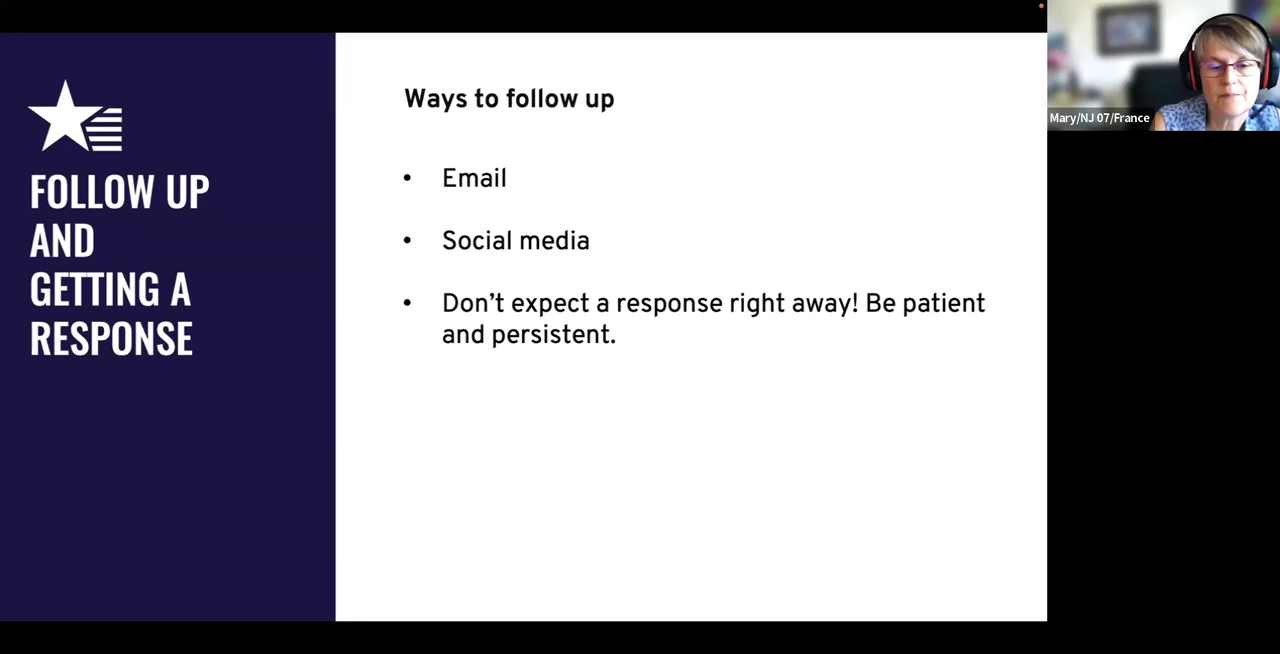 FOLLOW UP
AND
GETTING A
RESPONSE
Ways to follow up
• Email
• Social media
• Don’t expect a response right away! Be patient
and persistent.
Mary/NJ 07/France